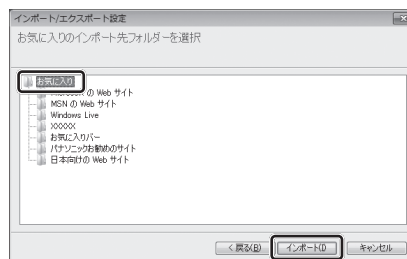 インポート/エクスポート設定
お気に入りのインポート先フォルダーを選択
お気に入り
の Web サイト
MSN の Web サイト
Windows Live
XXXXX
お気に入りバー
パナソニックお勧めのサイト
日本向けの Web サイト
< 戻る(B)
インポート(I)
キャンセル